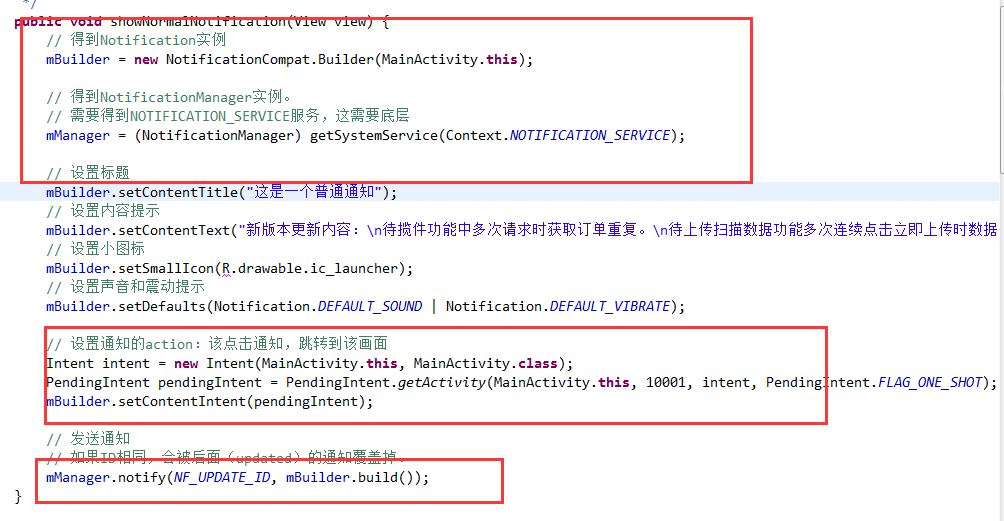 */
public void showNormalNotification(View view) {
// 得到Notification实例
mBuilder = new NotificationCompat.Builder(MainActivity.this);
// 得到NotificationManager实例。
// 需要得到NOTIFICATION_SERVICE服务，这需要底层
mManager = (NotificationManager) getSystemService(Context.NOTIFICATION_SERVICE);
// 设置标题
mBuilder.setContentTitle("这是一个普通通知");
// 设置内容提示
mBuilder.setContentText("新版本更新内容：\n待揽件功能中多次请求时获取订单重复。\n待上传扫描数据功能多次连续点击立即上传时数据
// 设置小图标
mBuilder.setSmallIcon(R.drawable.ic_launcher);
// 设置声音和震动提示
mBuilder.setDefaults(Notification.DEFAULT_SOUND | Notification.DEFAULT_VIBRATE);
// 设置通知的action：该点击通知，跳转到该画面
Intent intent = new Intent(MainActivity.this, MainActivity.class);
PendingIntent pendingIntent = PendingIntent.getActivity(MainActivity.this, 10001, intent, PendingIntent.FLAG_ONE_SHOT);
mBuilder.setContentIntent(pendingIntent);
// 发送通知
// 如果ID相同，会被后面（updated）的通知覆盖掉
mManager.notify(NF_UPDATE_ID, mBuilder.build());
}